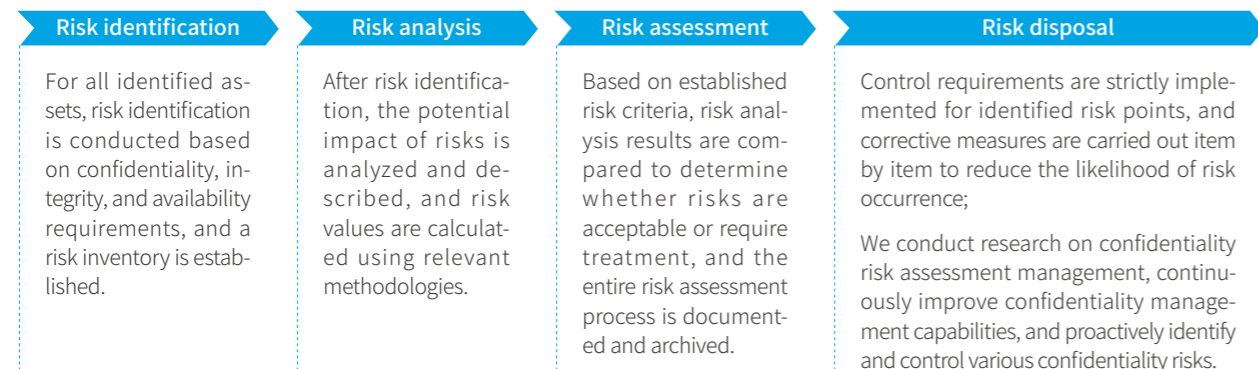 Risk identification
For all identified as-
sets, risk identification
is conducted based
on confidentiality, in-
tegrity, and availability
requirements, and a
risk inventory is estab-
lished.
Risk analysis
After risk identifica-
tion, the potential
impact of risks is
analyzed and de-
scribed, and risk
values are calculat-
ed using relevant
methodologies.
Risk assessment
Based on established
risk criteria, risk anal-
ysis results are com-
pared to determine
whether risks are
acceptable or require
treatment, and the
entire risk assessment
process is document-
ed and archived.
Risk disposal
Control requirements are strictly imple-
mented for identified risk points, and
corrective measures are carried out item
by item to reduce the likelihood of risk
occurrence;
We conduct research on confidentiality
risk assessment management, continu-
ously improve confidentiality manage-
ment capabilities, and proactively identify
and control various confidentiality risks.